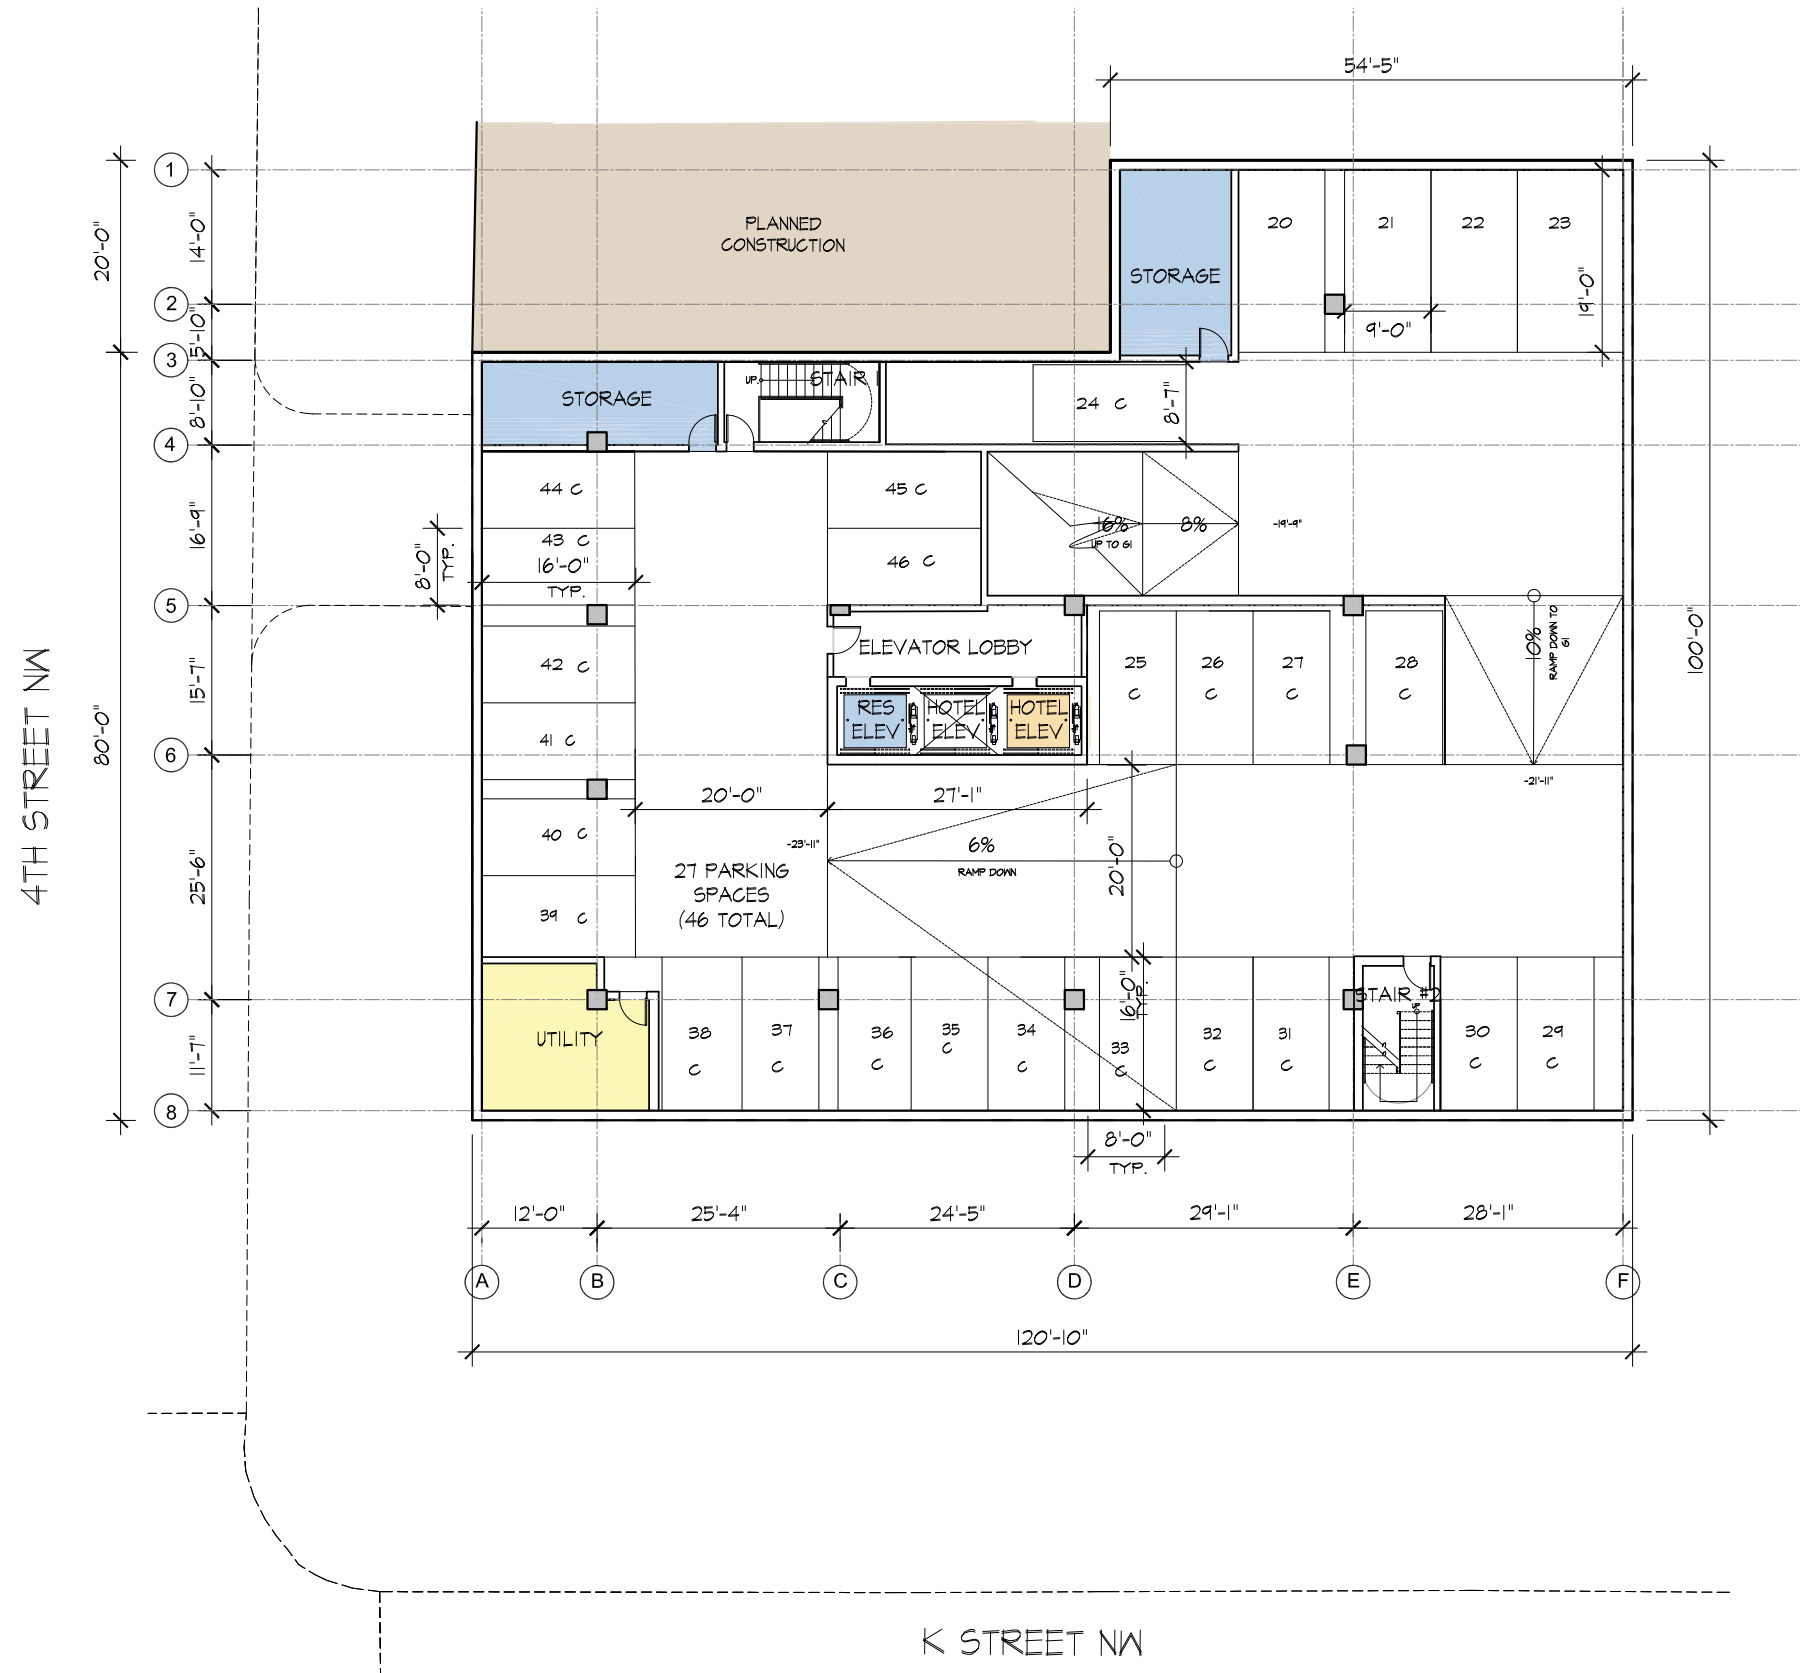 54'-5"
1
14'-0"
20'-0"
2
5'-10"
3
8'-10"
4
16'-9"
5
15'-7"
6
25'-6"
7
11'-7"
8
80'-0"
4TH STREET NW
PLANNED
CONSTRUCTION
STORAGE
20
21
22
23
9'-0"
19'-0"
STORAGE
UP.
STAIR 1
24 C
8'-7"
44 C
43 C
16'-0"
TYP.
8'-0"
TYP.
45 C
46 C
16%
UP TO G1
8%
-19'-9"
100'-0"
42 C
41 C
40 C
39 C
ELEVATOR LOBBY
RES
ELEV
HOTEL
ELEV
HOTEL
ELEV
25
C
26
C
27
C
28
C
10%
RAMP DOWN TO
G1
-21'-11"
20'-0"
27'-1"
-23'-11"
6%
RAMP DOWN
20'-0"
27 PARKING
SPACES
(46 TOTAL)
UTILITY
38
C
37
C
36
C
35
C
34
C
33
C
16'-0"
TYP.
32
C
31
C
STAIR #2
UP
30
C
29
C
8'-0"
TYP.
12'-0"
25'-4"
24'-5"
29'-1"
28'-1"
A
B
C
D
E
F
120'-10"
K STREET NW